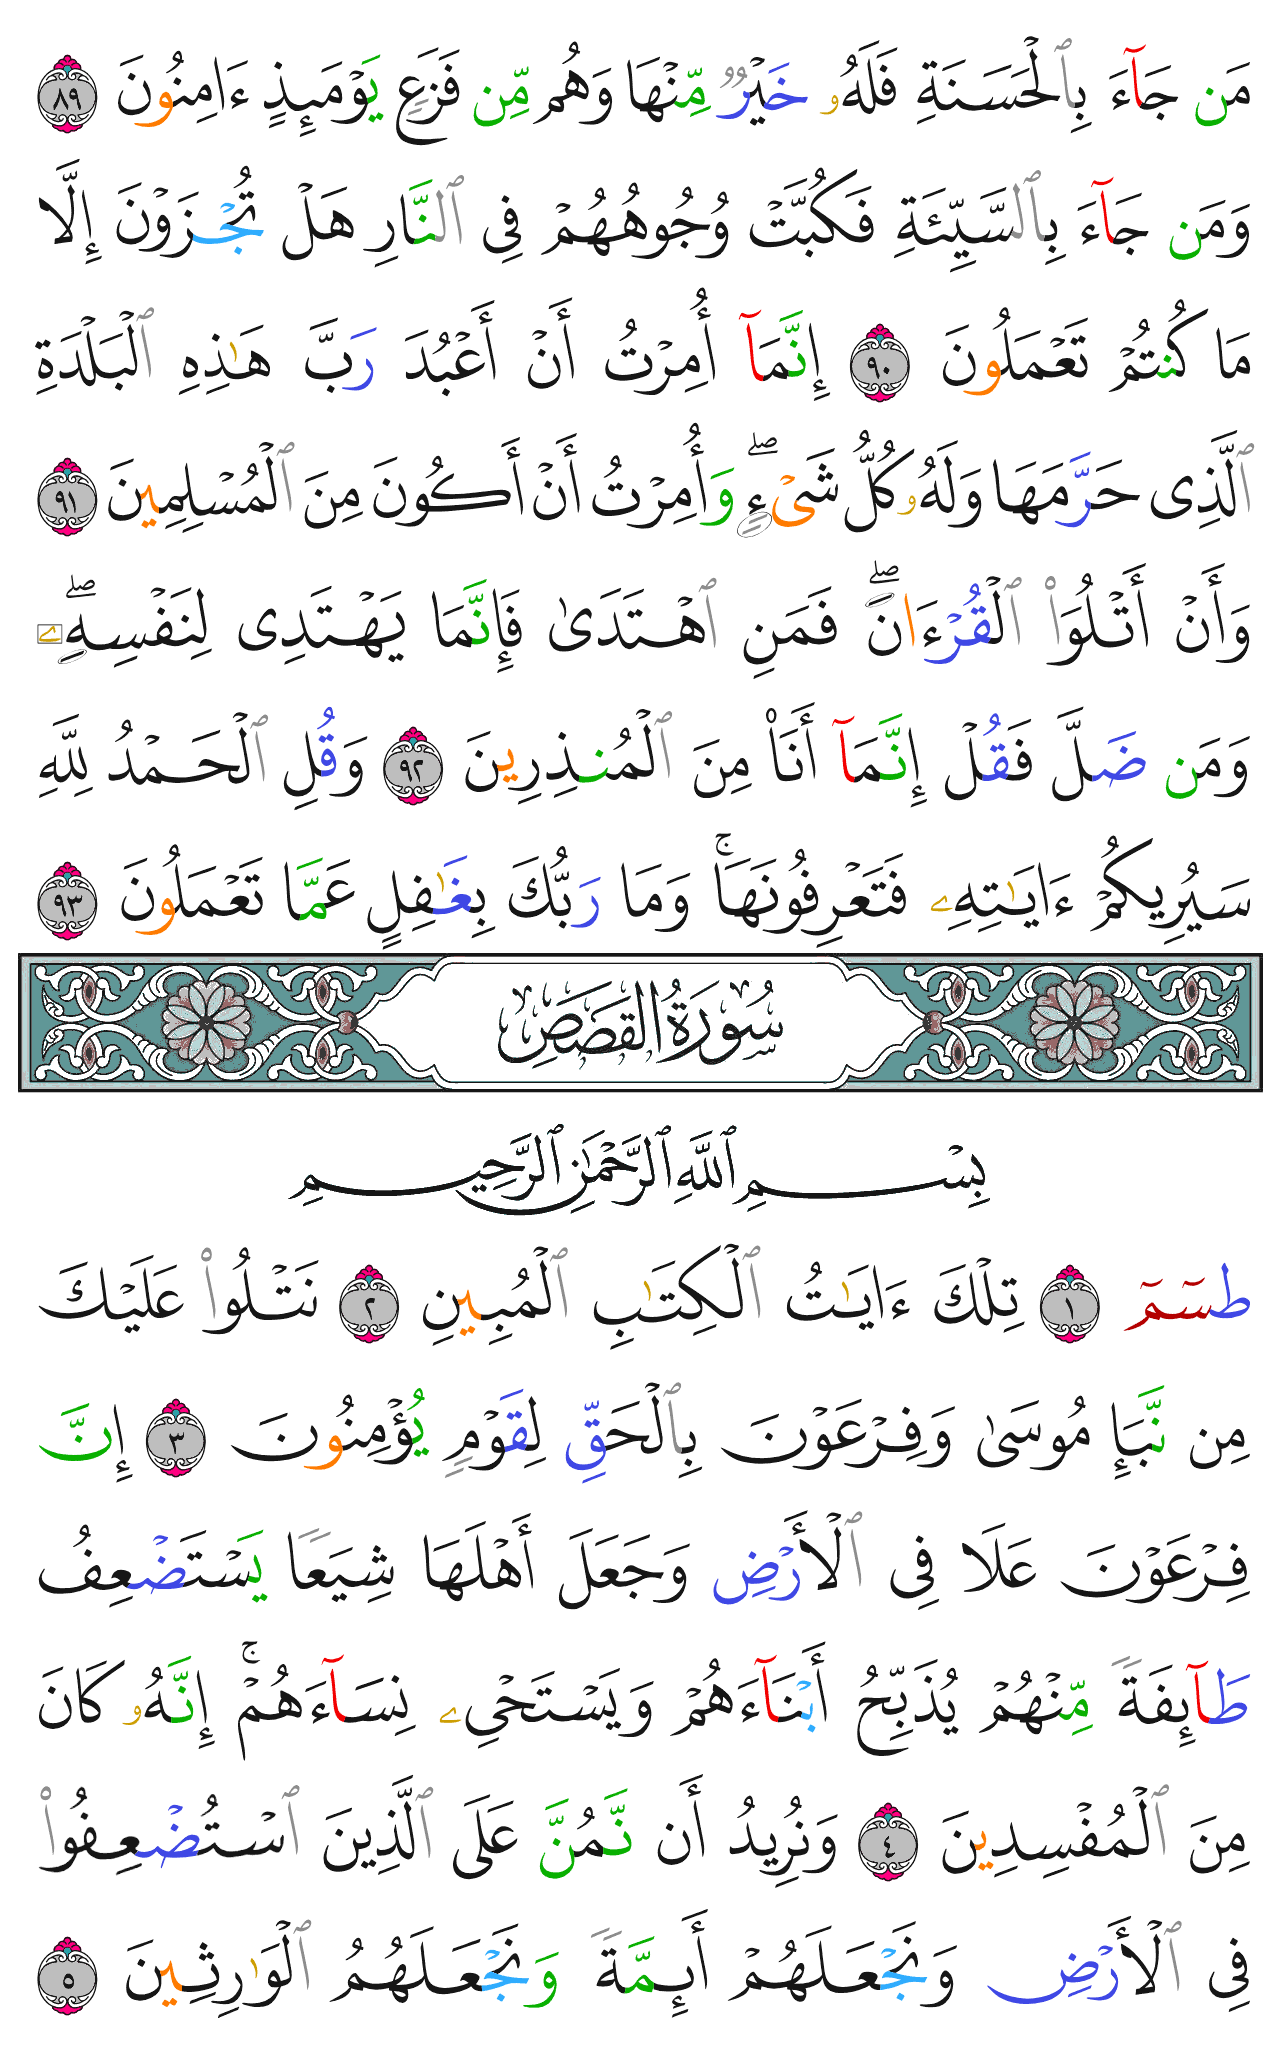 مَن جَآءَ بِٱلْحَسَنَةِ فَلَهُۥ خَيْرٌۭ مِّنْهَا وَهُم مِّن فَزَعٍۢ يَوْمَئِذٍ ءَامِنُونَ ٨٩
وَمَن جَآءَ بِٱلسَّيِّئَةِ فَكُبَّتْ وُجُوهُهُمْ فِى ٱلنَّارِ هَلْ تُجْزَوْنَ إِلَّا
مَا كُنتُمْ تَعْمَلُونَ ٩٠ إِنَّمَآ أُمِرْتُ أَنْ أَعْبُدَ رَبَّ هَـٰذِهِ ٱلْبَلْدَةِ
ٱلَّذِى حَرَّمَهَا وَلَهُۥ كُلُّ شَىْءٍۢ ۖ وَأُمِرْتُ أَنْ أَكُونَ مِنَ ٱلْمُسْلِمِينَ ٩١
وَأَنْ أَتْلُوَا۟ ٱلْقُرْءَانَ ۖ فَمَنِ ٱهْتَدَىٰ فَإِنَّمَا يَهْتَدِى لِنَفْسِهِۦ ۖ
وَمَن ضَلَّ فَقُلْ إِنَّمَآ أَنَا۠ مِنَ ٱلْمُنذِرِينَ ٩٢ وَقُلِ ٱلْحَمْدُ لِلَّهِ
سَيُرِيكُمْ ءَايَـٰتِهِۦ فَتَعْرِفُونَهَا ۚ وَمَا رَبُّكَ بِغَـٰفِلٍ عَمَّا تَعْمَلُونَ ٩٣
سُورَةُ القَصَصِ
بِسْمِ ٱللَّهِ ٱلرَّحْمَـٰنِ ٱلرَّحِيمِ
طسٓمٓ ١ تِلْكَ ءَايَـٰتُ ٱلْكِتَـٰبِ ٱلْمُبِينِ ٢ نَتْلُوا۟ عَلَيْكَ
مِن نَّبَإِ مُوسَىٰ وَفِرْعَوْنَ بِٱلْحَقِّ لِقَوْمٍۢ يُؤْمِنُونَ ٣ إِنَّ
فِرْعَوْنَ عَلَا فِى ٱلْأَرْضِ وَجَعَلَ أَهْلَهَا شِيَعًۭا يَسْتَضْعِفُ
طَآئِفَةًۭ مِّنْهُمْ يُذَبِّحُ أَبْنَآءَهُمْ وَيَسْتَحْىِۦ نِسَآءَهُمْ ۚ إِنَّهُۥ كَانَ
مِنَ ٱلْمُفْسِدِينَ ٤ وَنُرِيدُ أَن نَّمُنَّ عَلَى ٱلَّذِينَ ٱسْتُضْعِفُوا۟
فِى ٱلْأَرْضِ وَنَجْعَلَهُمْ أَئِمَّةًۭ وَنَجْعَلَهُمُ ٱلْوَٰرِثِينَ ٥